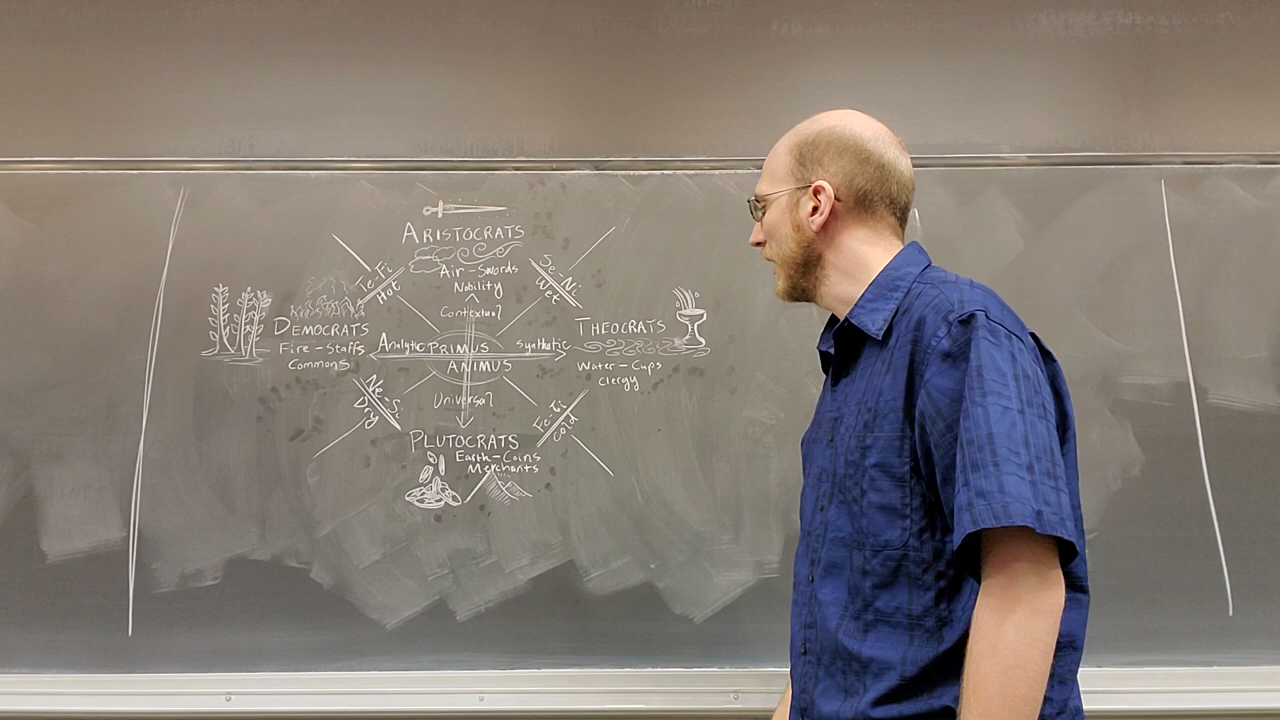 ARISTOCRATS
Air-Swords
Nobility
Te-Fi
Hot
Se-Ni
Wet
Contextual
DEMOCRATS
Fire-Staffs
Commons
Analytic
PRIMUS
ANIMUS
synthetic
THEOCRATS
Water-Cups
Clergy
Ne-Si
Dry
Universal
Fe-Ti
Cold
PLUTOCRATS
Earth-Coins
Merchants